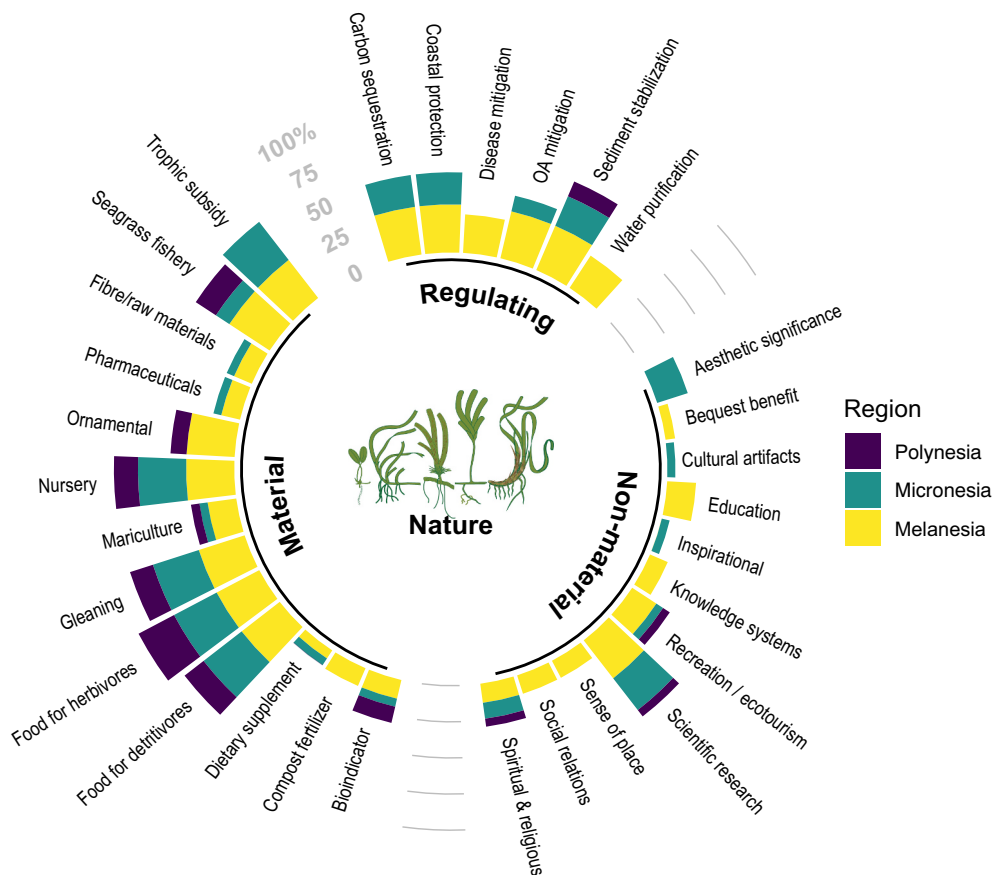 Carbon sequestration
Coastal protection
Disease mitigation
OA mitigation
Sediment stabilization
Water purification
100%
75
50
25
0
Trophic subsidy
Seagrass fishery
Fibre/raw materials
Pharmaceuticals
Ornamental
Nursery
Mariculture
Gleaning
Food for herbivores
Food for detritivores
Dietary supplement
Compost fertilizer
Bioindicator
Regulating
Material
Non-material
Nature
Aesthetic significance
Bequest benefit
Cultural artifacts
Education
Inspirational
Knowledge systems
Recreation / ecotourism
Scientific research
Sense of place
Social relations
Spiritual & religious
Region
Polynesia
Micronesia
Melanesia